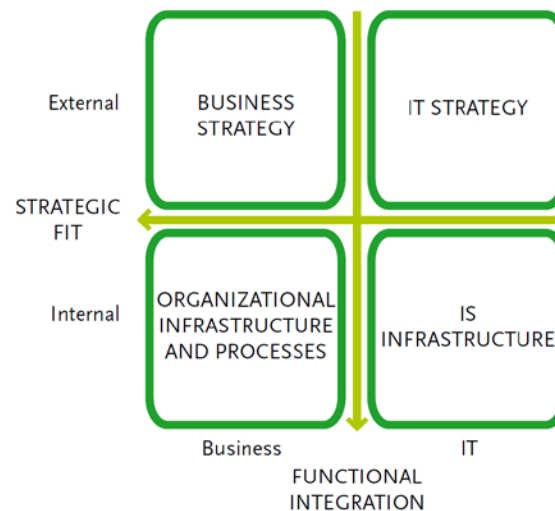 External
BUSINESS
STRATEGY
IT STRATEGY
STRATEGIC
FIT
Internal
ORGANIZATIONAL
INFRASTRUCTURE
AND PROCESSES
IS
INFRASTRUCTURE
Business
IT
FUNCTIONAL
INTEGRATION